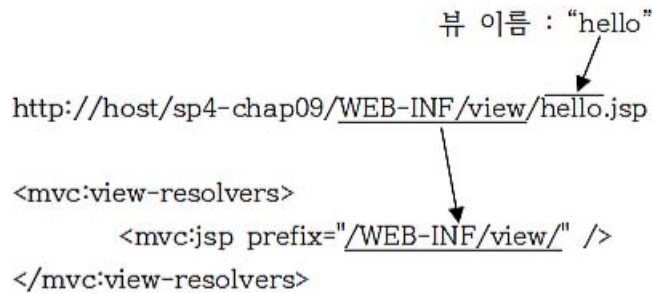 뷰 이름 : “hello”
http://host/sp4-chap09/WEB-INF/view/hello.jsp
<mvc:view-resolvers>
<mvc:jsp prefix="/WEB-INF/view/" />
</mvc:view-resolvers>